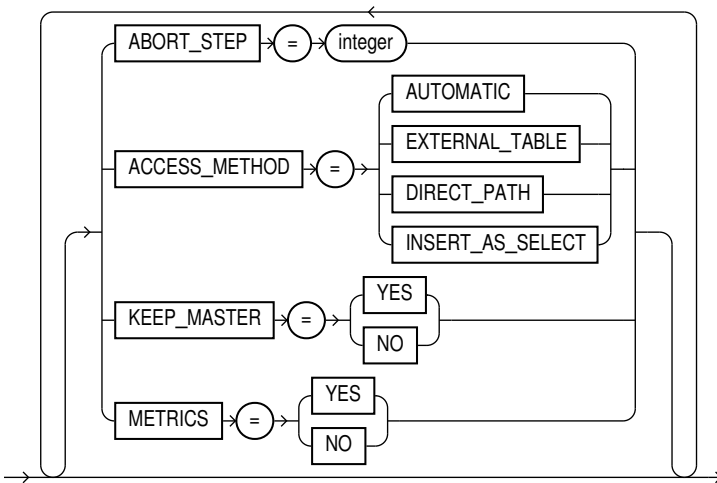 ABORT_STEP = integer
AUTOMATIC
EXTERNAL_TABLE
ACCESS_METHOD =
DIRECT_PATH
INSERT_AS_SELECT
YES
KEEP_MASTER =
NO
YES
METRICS =
NO